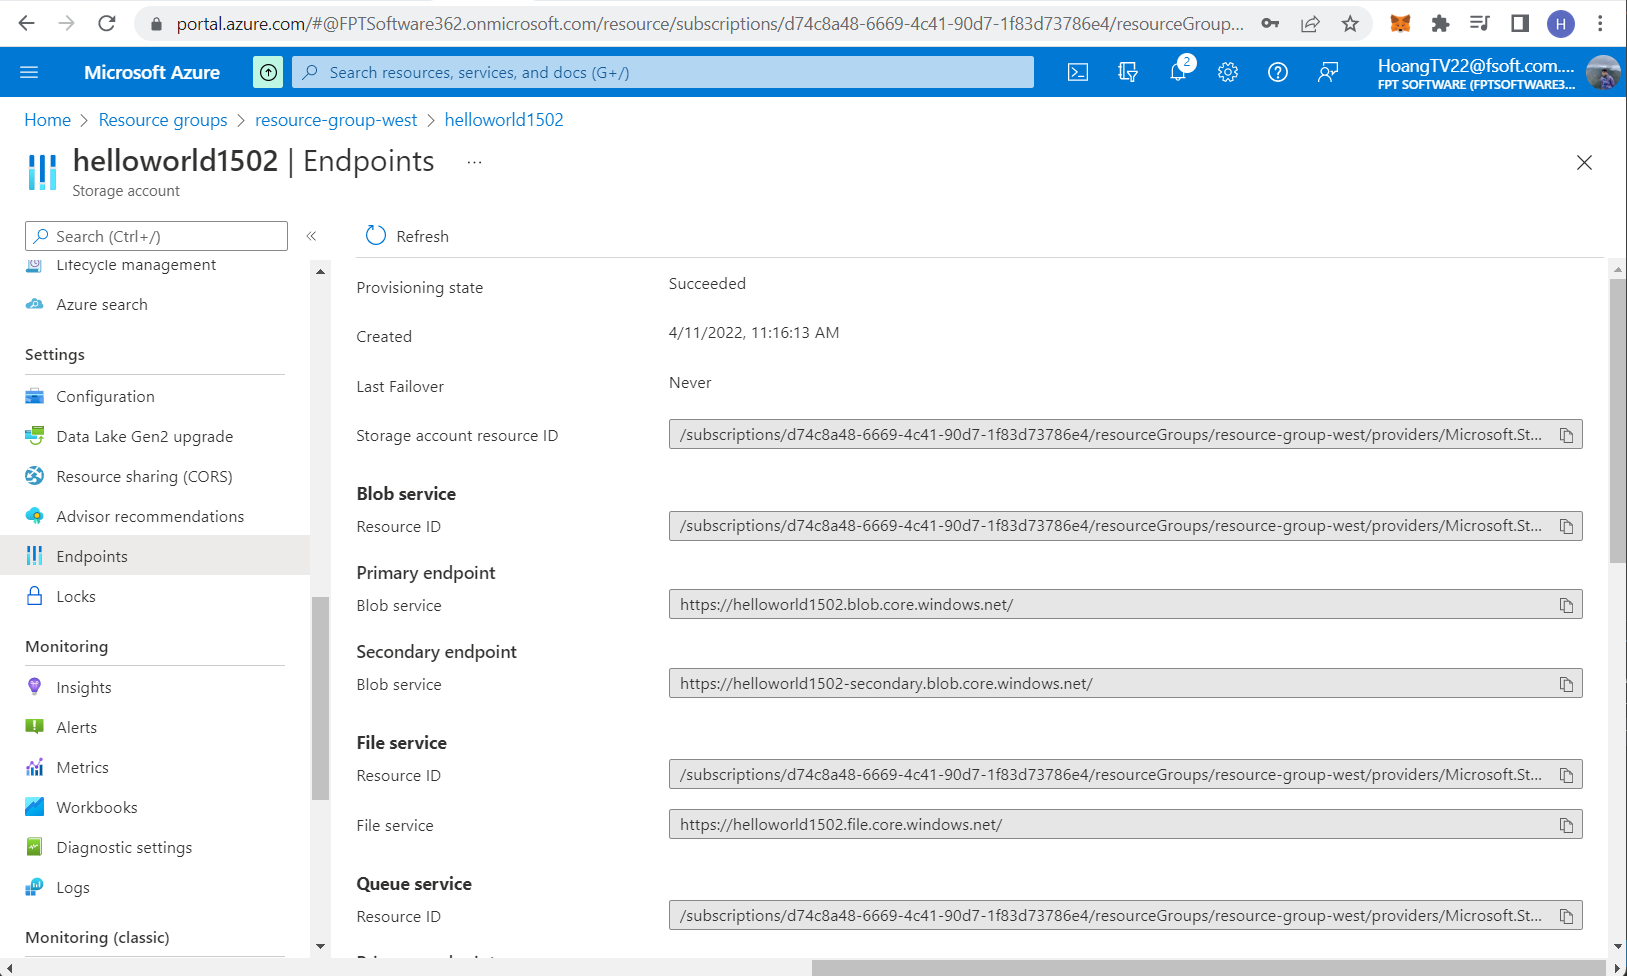 portal.azure.com/#@FPTSoftware362.onmicrosoft.com/resource/subscriptions/d74c8a48-6669-4c41-90d7-1f83d73786e4/resourceGroup...
H
Microsoft Azure
Search resources, services, and docs (G+/)
2
HoangTV22@fsoft.com....
FPT SOFTWARE (FPTSOFTWARE3...
Home > Resource groups > resource-group-west > helloworld1502
helloworld1502 | Endpoints ...
Storage account
Search (Ctrl+/)
«
Lifecycle management
Azure search
Settings
Configuration
Data Lake Gen2 upgrade
Resource sharing (CORS)
Advisor recommendations
Endpoints
Locks
Monitoring
Insights
Alerts
Metrics
Workbooks
Diagnostic settings
Logs
Monitoring (classic)
Refresh
Provisioning state Succeeded
Created 4/11/2022, 11:16:13 AM
Last Failover Never
Storage account resource ID /subscriptions/d74c8a48-6669-4c41-90d7-1f83d73786e4/resourceGroups/resource-group-west/providers/Microsoft.St...
Blob service
Resource ID /subscriptions/d74c8a48-6669-4c41-90d7-1f83d73786e4/resourceGroups/resource-group-west/providers/Microsoft.St...
Primary endpoint
Blob service https://helloworld1502.blob.core.windows.net/
Secondary endpoint
Blob service https://helloworld1502-secondary.blob.core.windows.net/
File service
Resource ID /subscriptions/d74c8a48-6669-4c41-90d7-1f83d73786e4/resourceGroups/resource-group-west/providers/Microsoft.St...
File service https://helloworld1502.file.core.windows.net/
Queue service
Resource ID /subscriptions/d74c8a48-6669-4c41-90d7-1f83d73786e4/resourceGroups/resource-group-west/providers/Microsoft.St...